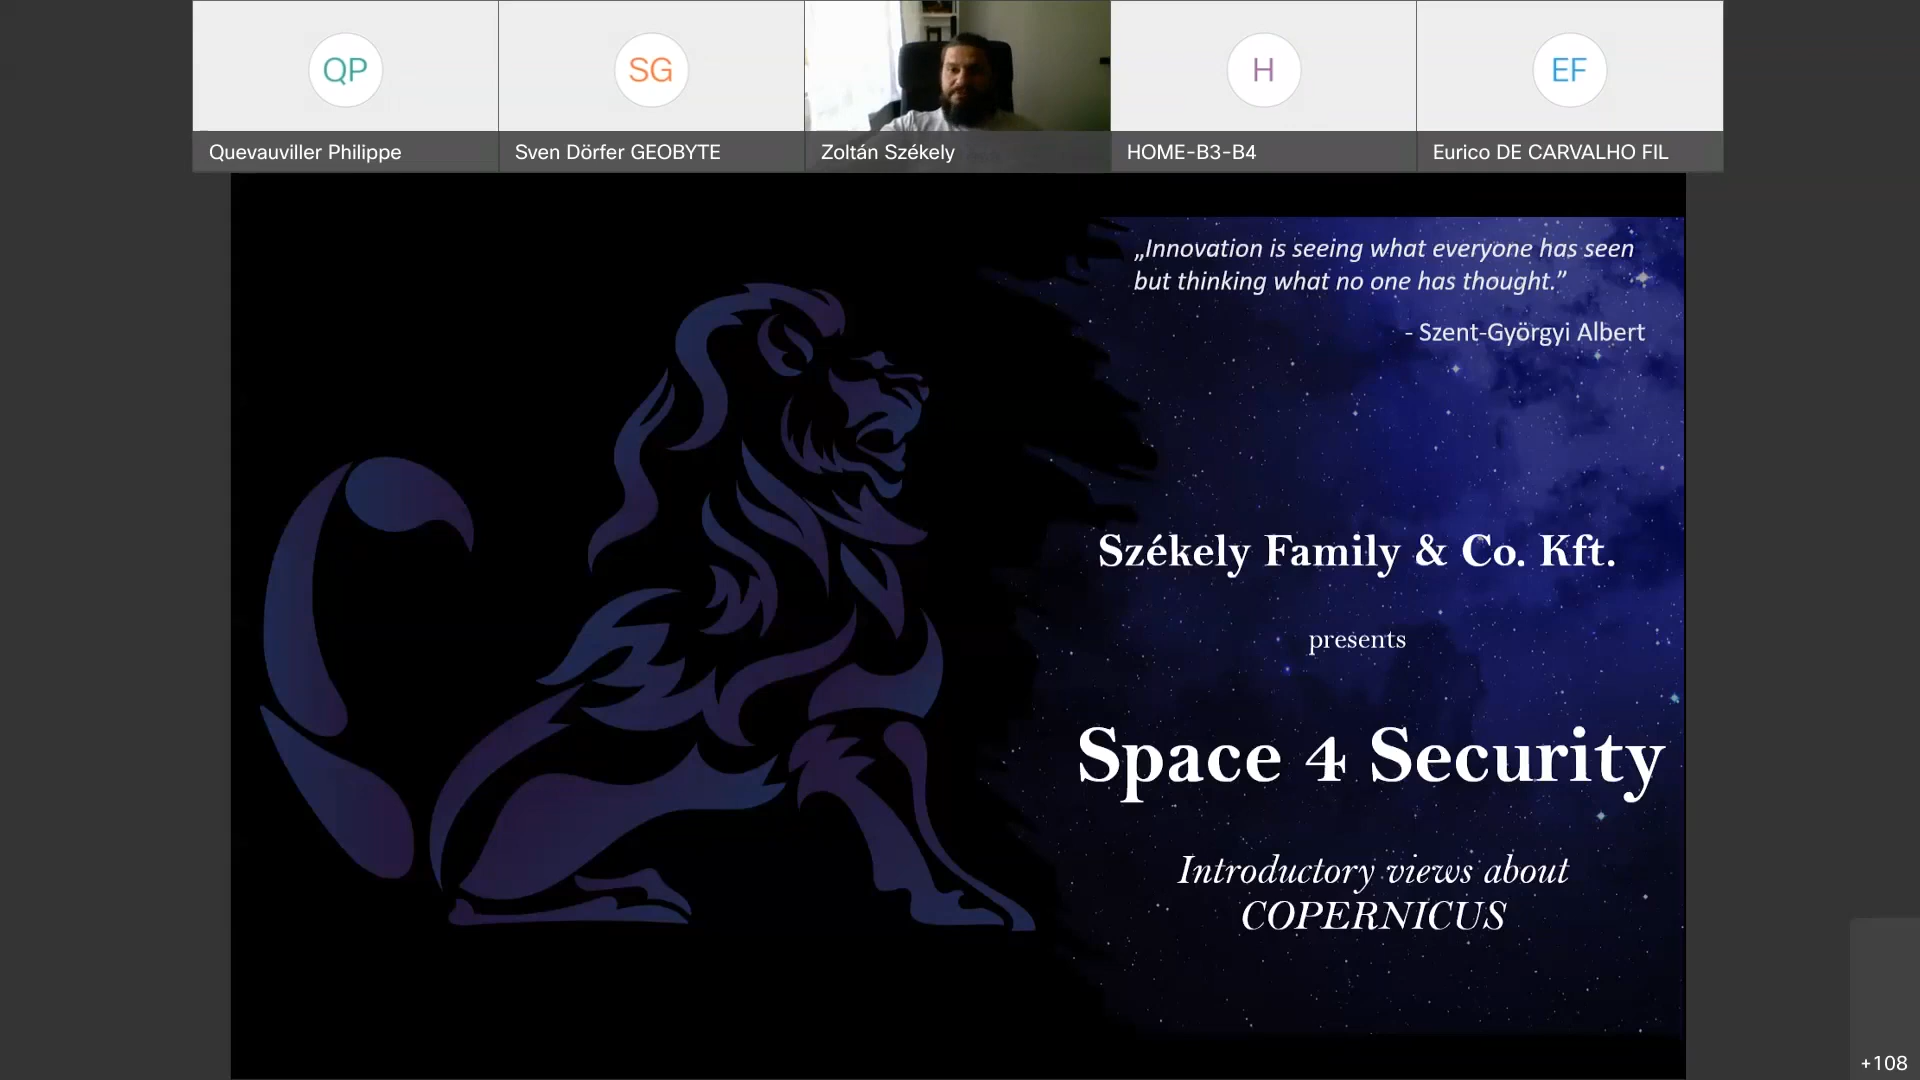 QP
SG
H
EF
Quevauviller Philippe
Sven Dörfer GEOBYTE
Zoltán Székely
HOME-B3-B4
Eurico DE CARVALHO FIL
„Innovation is seeing what everyone has seen
but thinking what no one has thought.”
- Szent-Györgyi Albert
Székely Family & Co. Kft.
presents
Space 4 Security
Introductory views about
COPERNICUS
+108